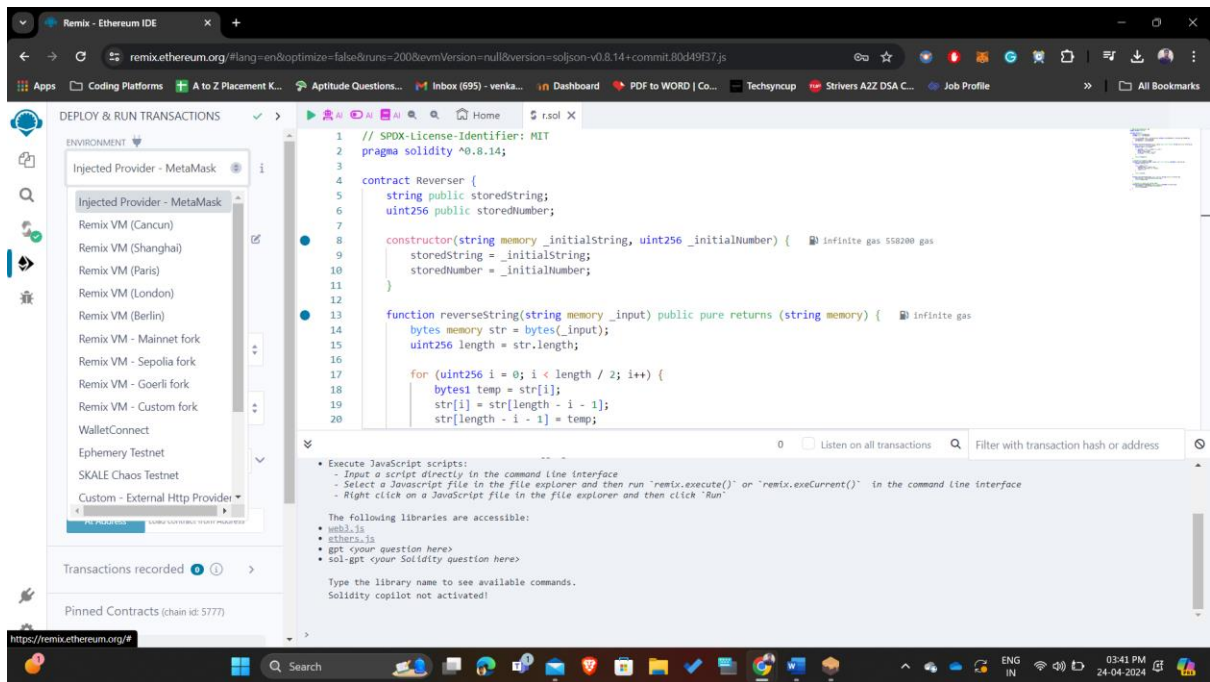 Remix - Ethereum IDE
remix.ethereum.org/#lang=en&optimize=false&runs=200&evmVersion=null&version=soljson-v0.8.14+commit.80d49f37.js
Apps Coding Platforms A to Z Placement K... Aptitude Questions... Inbox (695) - venka... Dashboard PDF to WORD | Co... Techsyncup Strivers A2Z DSA C... Job Profile » All Bookmarks
DEPLOY & RUN TRANSACTIONS
AI AI AI Home r.sol
ENVIRONMENT
Injected Provider - MetaMask
Injected Provider - MetaMask
Remix VM (Cancun)
Remix VM (Shanghai)
Remix VM (Paris)
Remix VM (London)
Remix VM (Berlin)
Remix VM - Mainnet fork
Remix VM - Sepolia fork
Remix VM - Goerli fork
Remix VM - Custom fork
WalletConnect
Ephemery Testnet
SKALE Chaos Testnet
Custom - External Http Provider
At Address Load contract from Address
Transactions recorded 0
Pinned Contracts (chain id: 5777)
https://remix.ethereum.org/#
1 // SPDX-License-Identifier: MIT
2 pragma solidity ^0.8.14;
3
4 contract Reverser {
5 string public storedString;
6 uint256 public storedNumber;
7
8 constructor(string memory _initialString, uint256 _initialNumber) { infinite gas 558200 gas
9 storedString = _initialString;
10 storedNumber = _initialNumber;
11 }
12
13 function reverseString(string memory _input) public pure returns (string memory) { infinite gas
14 bytes memory str = bytes(_input);
15 uint256 length = str.length;
16
17 for (uint256 i = 0; i < length / 2; i++) {
18 bytes1 temp = str[i];
19 str[i] = str[length - i - 1];
20 str[length - i - 1] = temp;
0 Listen on all transactions Filter with transaction hash or address
• Execute JavaScript scripts:
- Input a script directly in the command line interface
- Select a Javascript file in the file explorer and then run `remix.execute()` or `remix.exeCurrent()` in the command line interface
- Right click on a JavaScript file in the file explorer and then click `Run`
The following libraries are accessible:
• web3.js
• ethers.js
• gpt <your question here>
• sol-gpt <your Solidity question here>
Type the library name to see available commands.
Solidity copilot not activated!
>
Search
ENG
IN
03:41 PM
24-04-2024